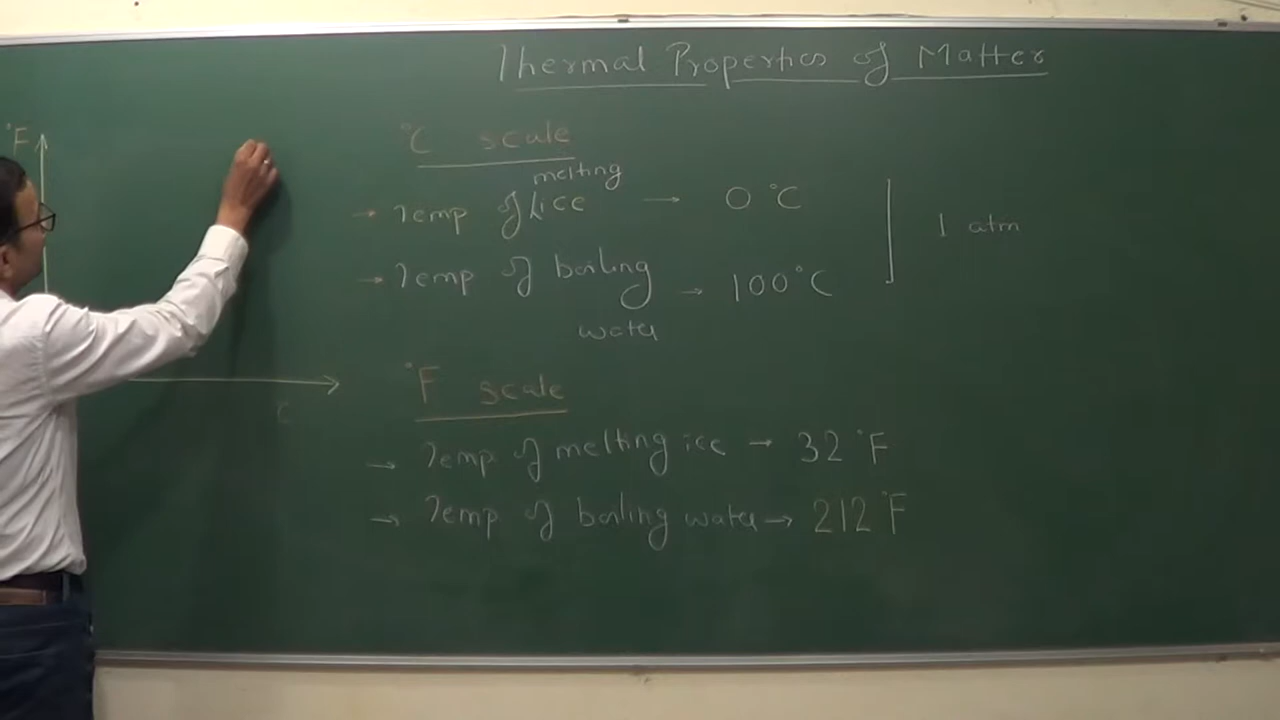 Thermal Properties of Matter
°F
°C scale
melting
→ Temp of ice → 0 °C
1 atm
→ Temp of boiling → 100°C
water
C
°F scale
→ Temp of melting ice → 32 °F
→ Temp of boiling water → 212 °F